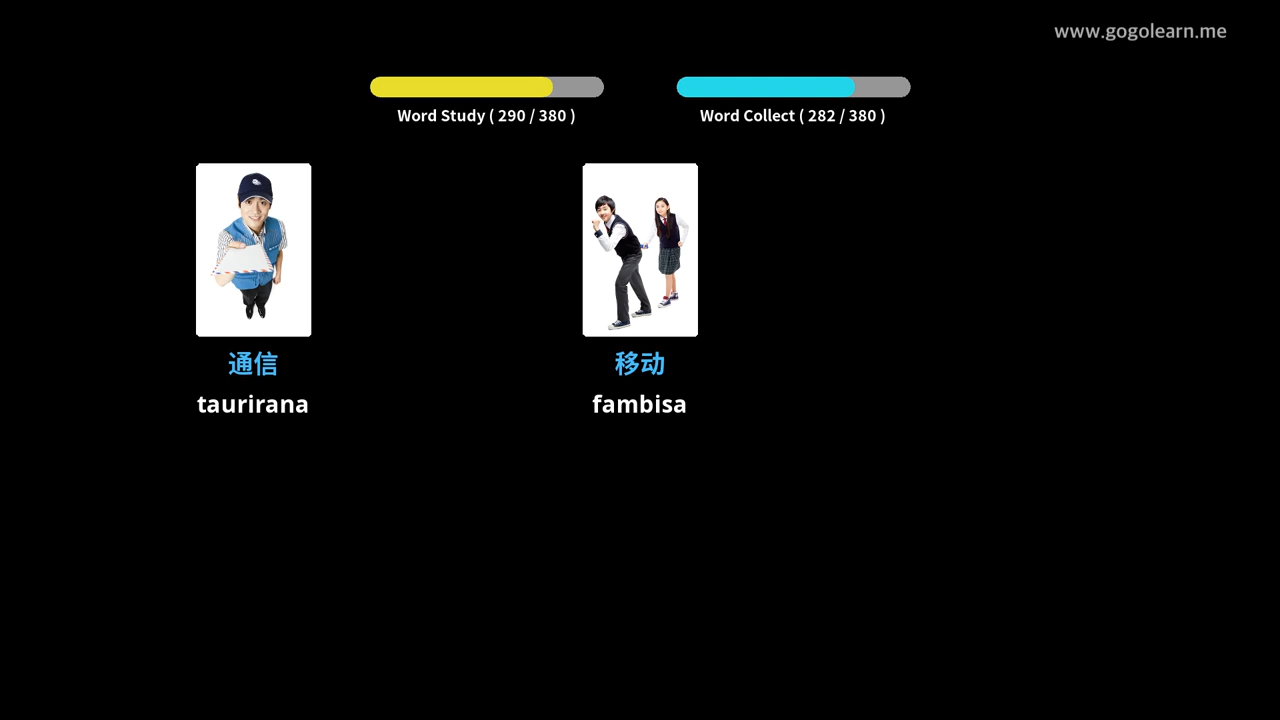 www.gogolearn.me
Word Study ( 290 / 380 )
Word Collect ( 282 / 380 )
通信
taurirana
移动
fambisa